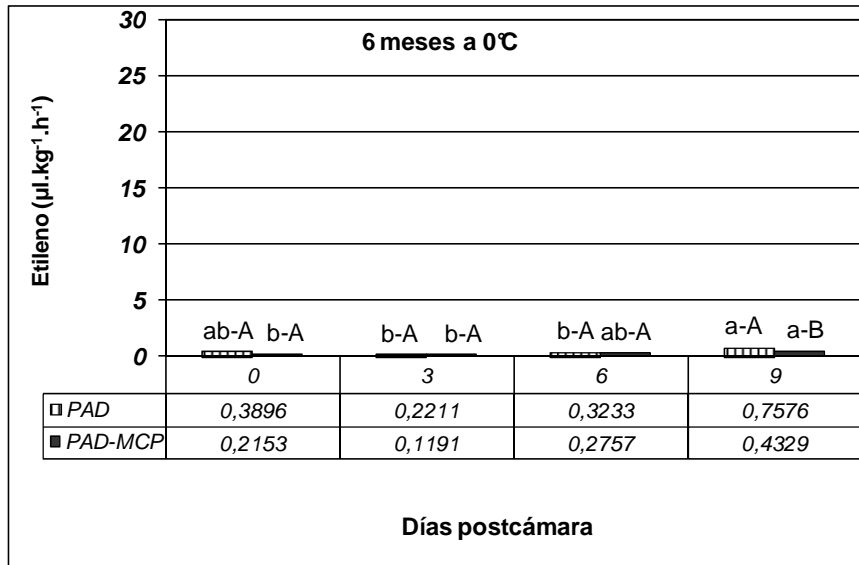 6 meses a 0°C
Etileno (µl.kg⁻¹.h⁻¹)
30
25
20
15
10
5
0
ab-A b-A b-A b-A b-A ab-A a-A a-B
0 3 6 9
PAD 0,3896 0,2211 0,3233 0,7576
PAD-MCP 0,2153 0,1191 0,2757 0,4329
Días postcámara